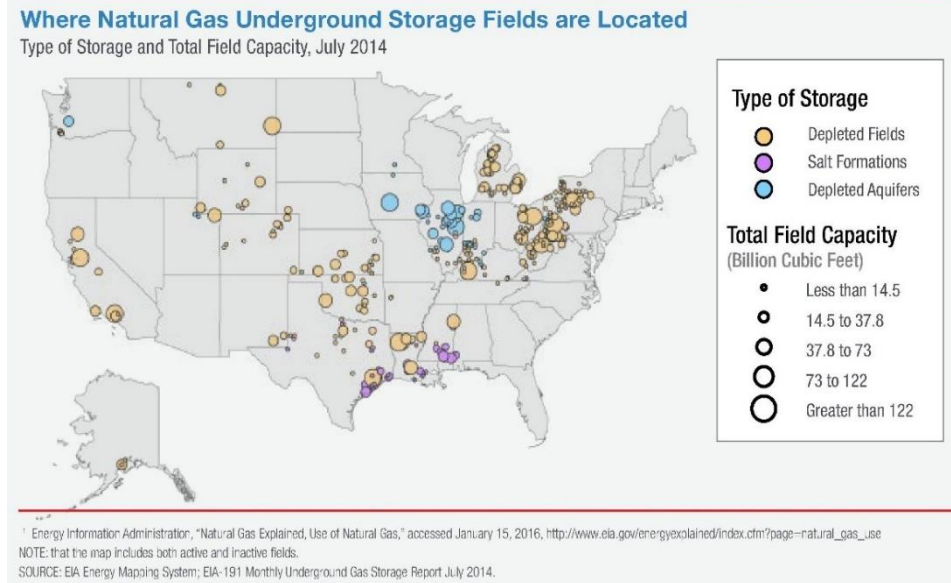 Where Natural Gas Underground Storage Fields are Located
Type of Storage and Total Field Capacity, July 2014
Type of Storage
Depleted Fields
Salt Formations
Depleted Aquifers
Total Field Capacity
(Billion Cubic Feet)
Less than 14.5
14.5 to 37.8
37.8 to 73
73 to 122
Greater than 122
¹ Energy Information Administration, “Natural Gas Explained, Use of Natural Gas,” accessed January 15, 2016, http://www.eia.gov/energyexplained/index.cfm?page=natural_gas_use
NOTE: that the map includes both active and inactive fields.
SOURCE: EIA Energy Mapping System; EIA-191 Monthly Underground Gas Storage Report July 2014.